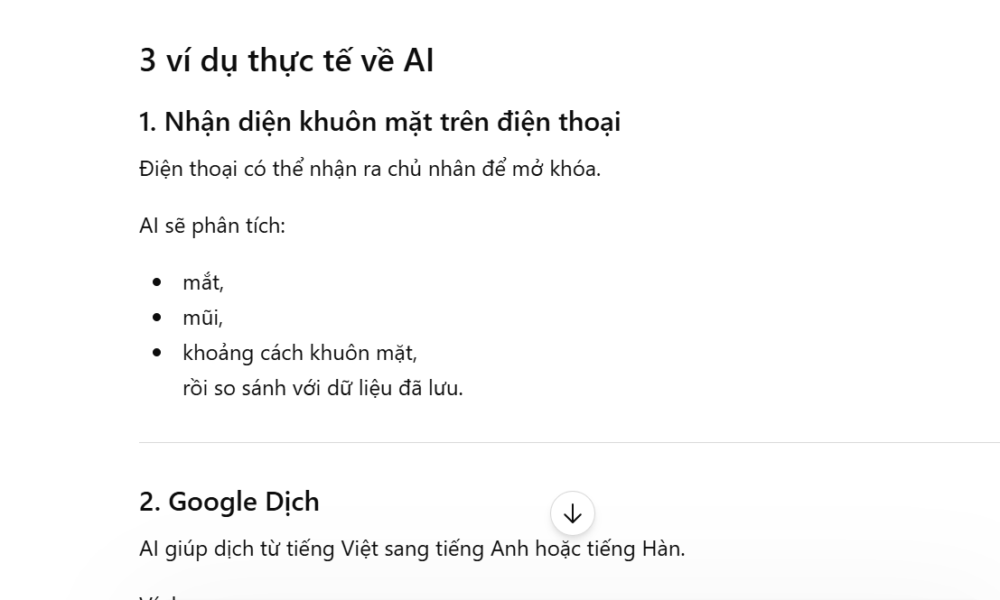 3 ví dụ thực tế về AI
1. Nhận diện khuôn mặt trên điện thoại
Điện thoại có thể nhận ra chủ nhân để mở khóa.
AI sẽ phân tích:
• mắt,
• mũi,
• khoảng cách khuôn mặt,
rồi so sánh với dữ liệu đã lưu.
2. Google Dịch
AI giúp dịch từ tiếng Việt sang tiếng Anh hoặc tiếng Hàn.